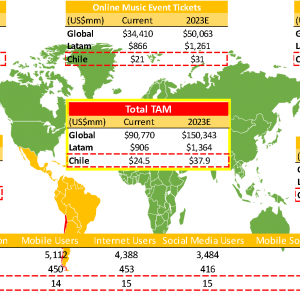 Online Music Event Tickets
(US$mm) Current 2023E
Global $34,410 $50,063
Latam $866 $1,261
Chile $21 $31
Total TAM
(US$mm) Current 2023E
Global $90,770 $150,343
Latam $906 $1,364
Chile $24.5 $37.9
on Mobile Users Internet Users Social Media Users Mobile So
5,112 4,388 3,484
450 453 416
14 15 15